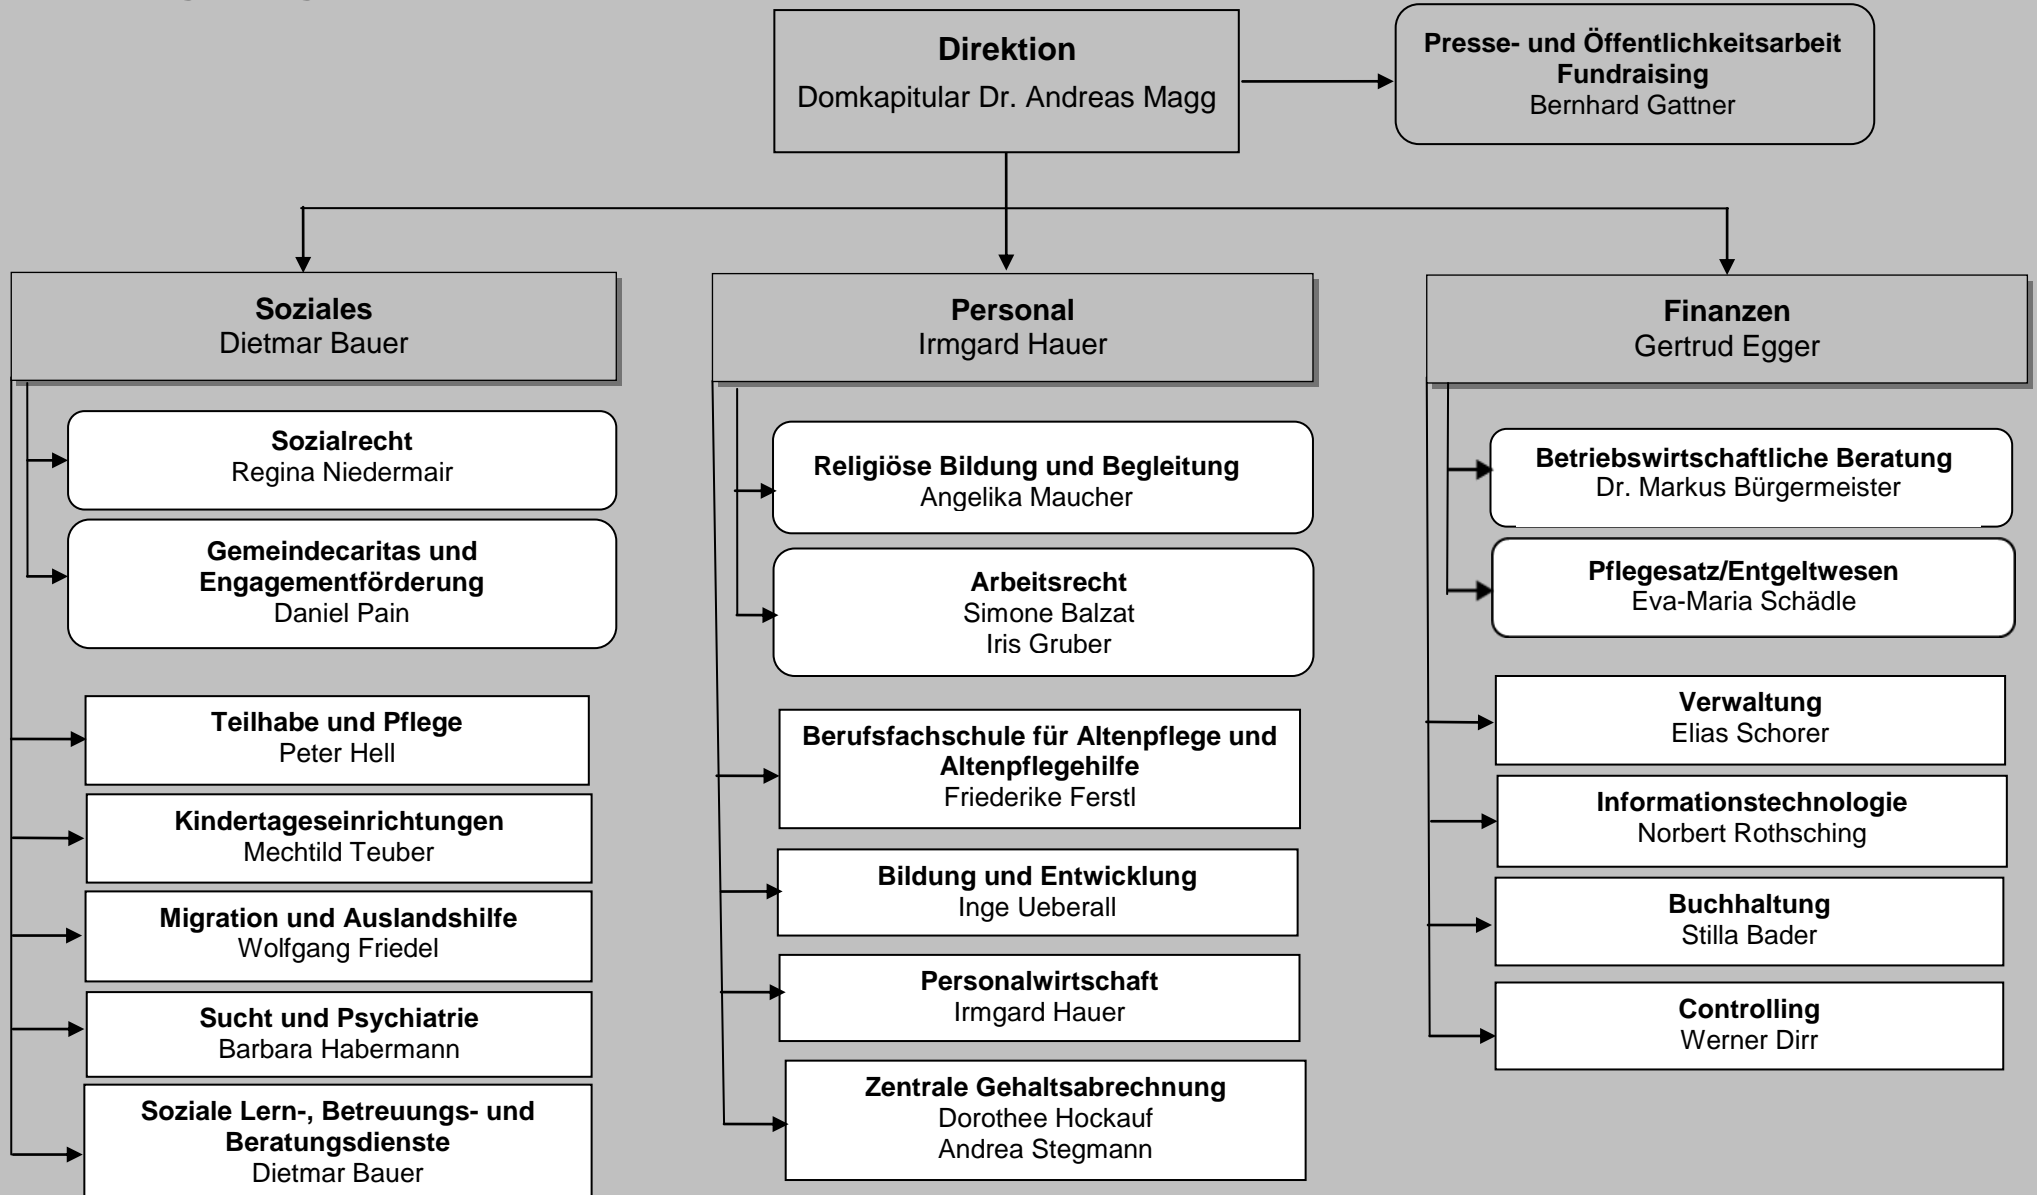 Direktion
Domkapitular Dr. Andreas Magg
Presse- und Öffentlichkeitsarbeit
Fundraising
Bernhard Gattner
Soziales
Dietmar Bauer
Sozialrecht
Regina Niedermair
Gemeindecaritas und
Engagementförderung
Daniel Pain
Teilhabe und Pflege
Peter Hell
Kindertageseinrichtungen
Mechtild Teuber
Migration und Auslandshilfe
Wolfgang Friedel
Sucht und Psychiatrie
Barbara Habermann
Soziale Lern-, Betreuungs- und
Beratungsdienste
Dietmar Bauer
Personal
Irmgard Hauer
Religiöse Bildung und Begleitung
Angelika Maucher
Arbeitsrecht
Simone Balzat
Iris Gruber
Berufsfachschule für Altenpflege und
Altenpflegehilfe
Friederike Ferstl
Bildung und Entwicklung
Inge Ueberall
Personalwirtschaft
Irmgard Hauer
Zentrale Gehaltsabrechnung
Dorothee Hockauf
Andrea Stegmann
Finanzen
Gertrud Egger
Betriebswirtschaftliche Beratung
Dr. Markus Bürgermeister
Pflegesatz/Entgeltwesen
Eva-Maria Schädle
Verwaltung
Elias Schorer
Informationstechnologie
Norbert Rothsching
Buchhaltung
Stilla Bader
Controlling
Werner Dirr